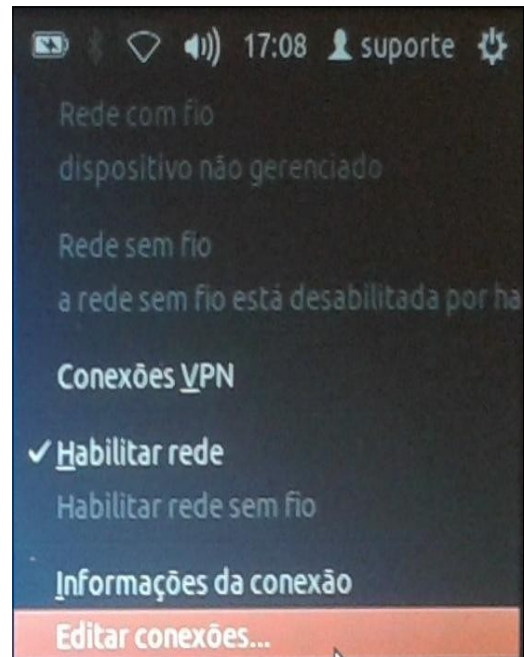 17:08 suporte
Rede com fio
dispositivo não gerenciado
Rede sem fio
a rede sem fio está desabilitada por ha
Conexões VPN
Habilitar rede
Habilitar rede sem fio
Informações da conexão
Editar conexões...